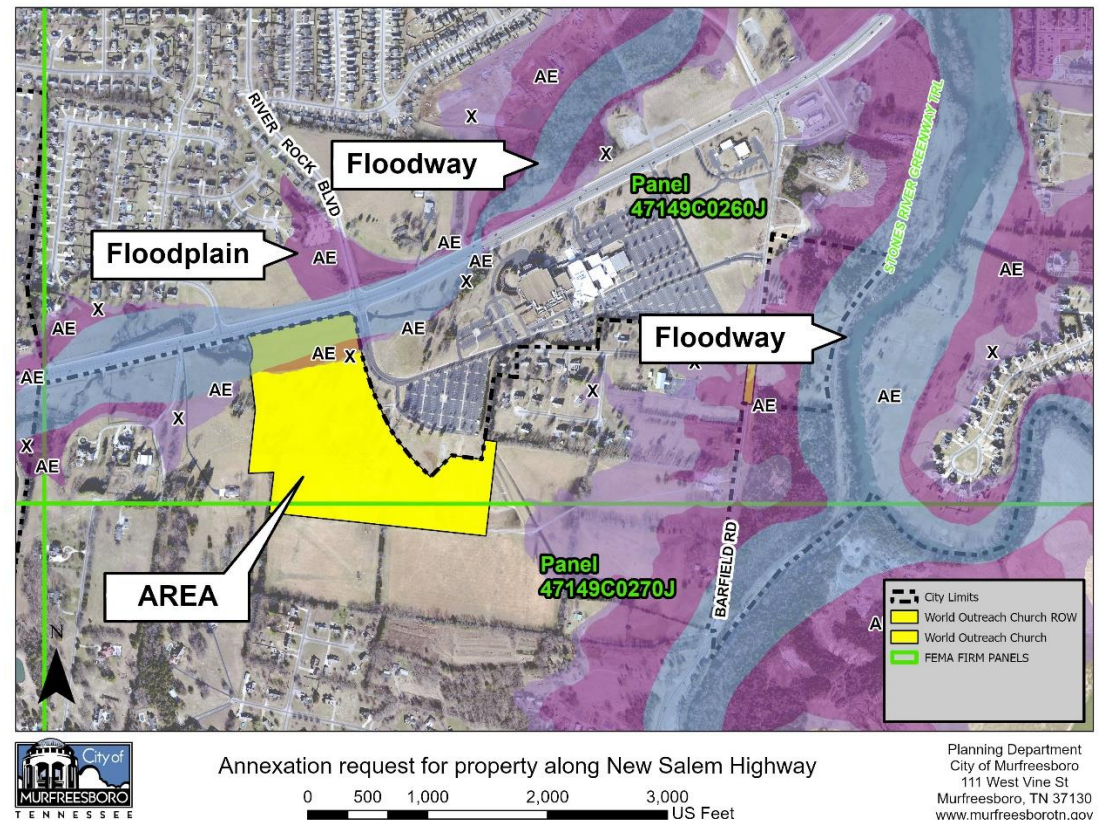 AE
X
RIVER ROCK BLVD
Floodway
X
Panel
47149C0260J
STONES RIVER GREENWAY TRL
Floodplain
AE
AE
AE
X
AE
X
AE
AE
Floodway
X
AE
X
AE
X
AE
AE
X
AE
AE
X
X
AE
AREA
Panel
47149C0270J
BARFIELD RD
A
N
City Limits
World Outreach Church ROW
World Outreach Church
FEMA FIRM PANELS
City of
MURFREESBORO
TENNESSEE
Annexation request for property along New Salem Highway
0 500 1,000 2,000 3,000
US Feet
Planning Department
City of Murfreesboro
111 West Vine St
Murfreesboro, TN 37130
www.murfreesborotn.gov